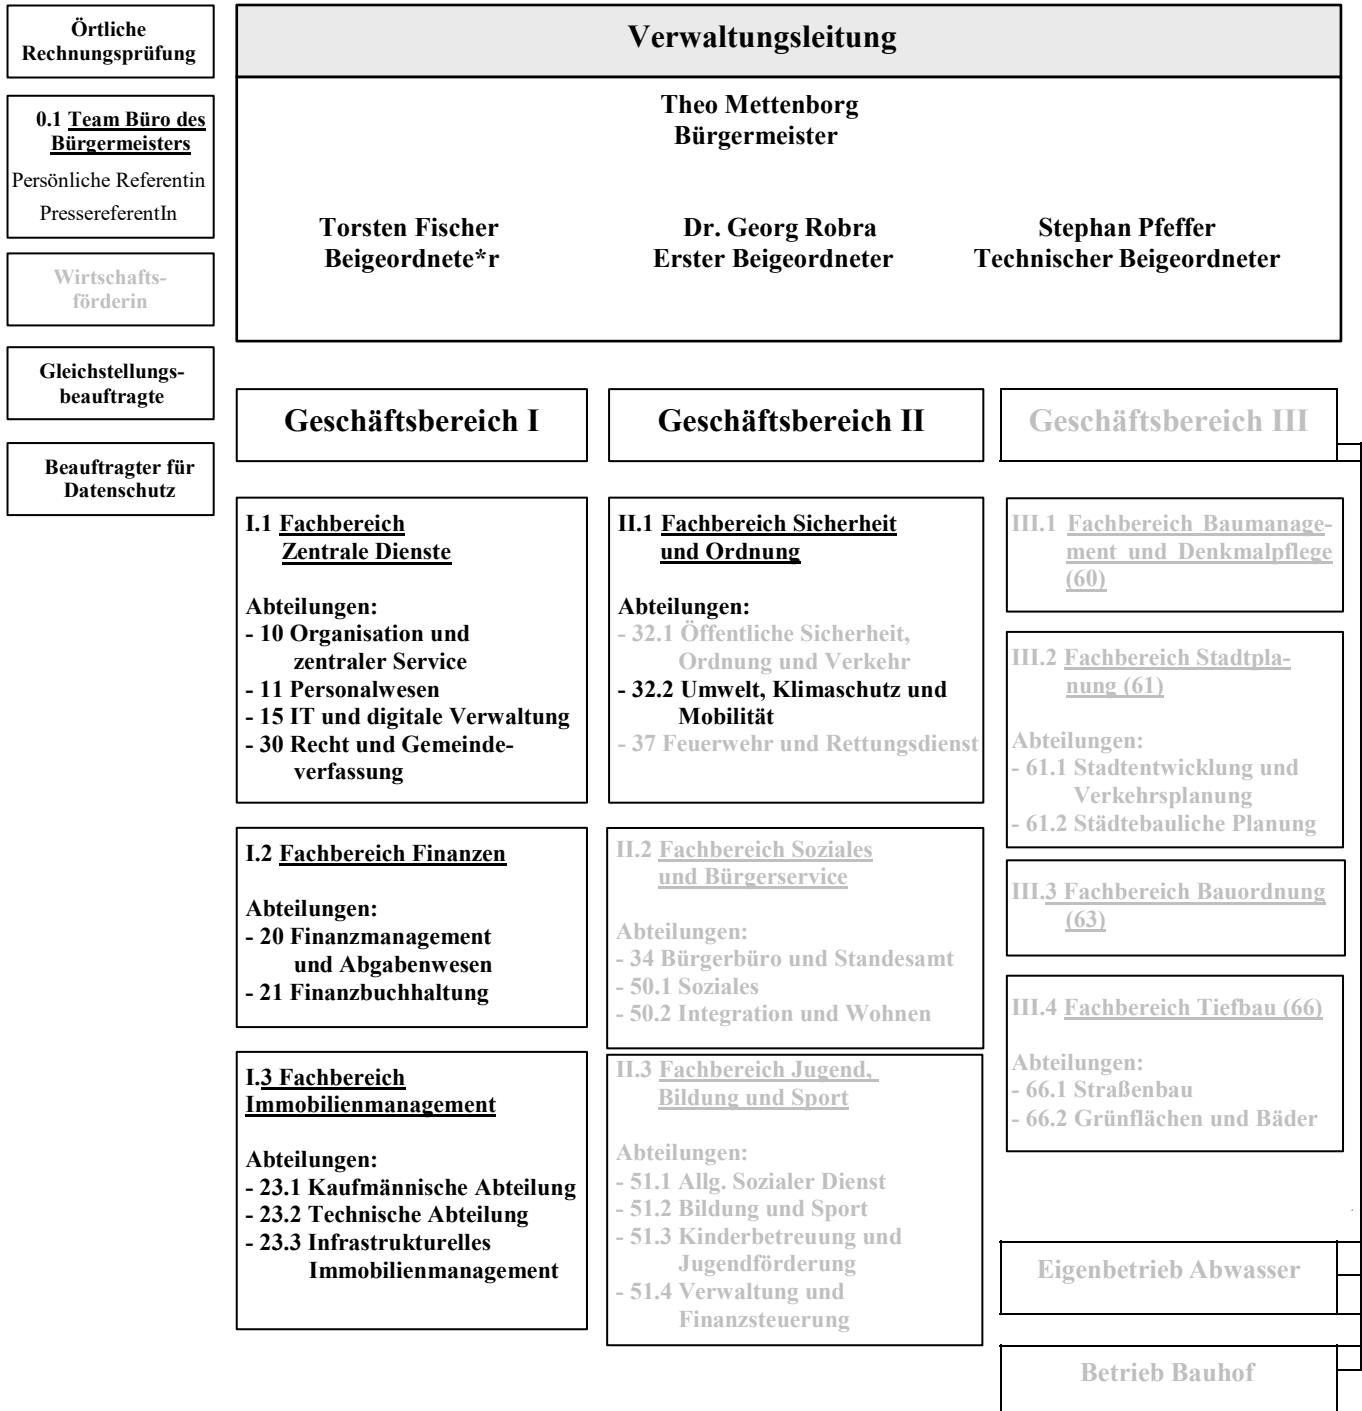 Örtliche
Rechnungsprüfung
0.1 Team Büro des
Bürgermeisters
Persönliche Referentin
PressereferentIn
Wirtschafts-
förderin
Gleichstellungs-
beauftragte
Beauftragter für
Datenschutz
Verwaltungsleitung
Theo Mettenborg
Bürgermeister
Torsten Fischer
Beigeordnete*r
Dr. Georg Robra
Erster Beigeordneter
Stephan Pfeffer
Technischer Beigeordneter
Geschäftsbereich I
I.1 Fachbereich
Zentrale Dienste
Abteilungen:
- 10 Organisation und
zentraler Service
- 11 Personalwesen
- 15 IT und digitale Verwaltung
- 30 Recht und Gemeinde-
verfassung
I.2 Fachbereich Finanzen
Abteilungen:
- 20 Finanzmanagement
und Abgabenwesen
- 21 Finanzbuchhaltung
I.3 Fachbereich
Immobilienmanagement
Abteilungen:
- 23.1 Kaufmännische Abteilung
- 23.2 Technische Abteilung
- 23.3 Infrastrukturelles
Immobilienmanagement
Geschäftsbereich II
II.1 Fachbereich Sicherheit
und Ordnung
Abteilungen:
- 32.1 Öffentliche Sicherheit,
Ordnung und Verkehr
- 32.2 Umwelt, Klimaschutz und
Mobilität
- 37 Feuerwehr und Rettungsdienst
II.2 Fachbereich Soziales
und Bürgerservice
Abteilungen:
- 34 Bürgerbüro und Standesamt
- 50.1 Soziales
- 50.2 Integration und Wohnen
II.3 Fachbereich Jugend,
Bildung und Sport
Abteilungen:
- 51.1 Allg. Sozialer Dienst
- 51.2 Bildung und Sport
- 51.3 Kinderbetreuung und
Jugendförderung
- 51.4 Verwaltung und
Finanzsteuerung
Geschäftsbereich III
III.1 Fachbereich Baumanage-
ment und Denkmalpflege
(60)
III.2 Fachbereich Stadtpla-
nung (61)
Abteilungen:
- 61.1 Stadtentwicklung und
Verkehrsplanung
- 61.2 Städtebauliche Planung
III.3 Fachbereich Bauordnung
(63)
III.4 Fachbereich Tiefbau (66)
Abteilungen:
- 66.1 Straßenbau
- 66.2 Grünflächen und Bäder
Eigenbetrieb Abwasser
Betrieb Bauhof